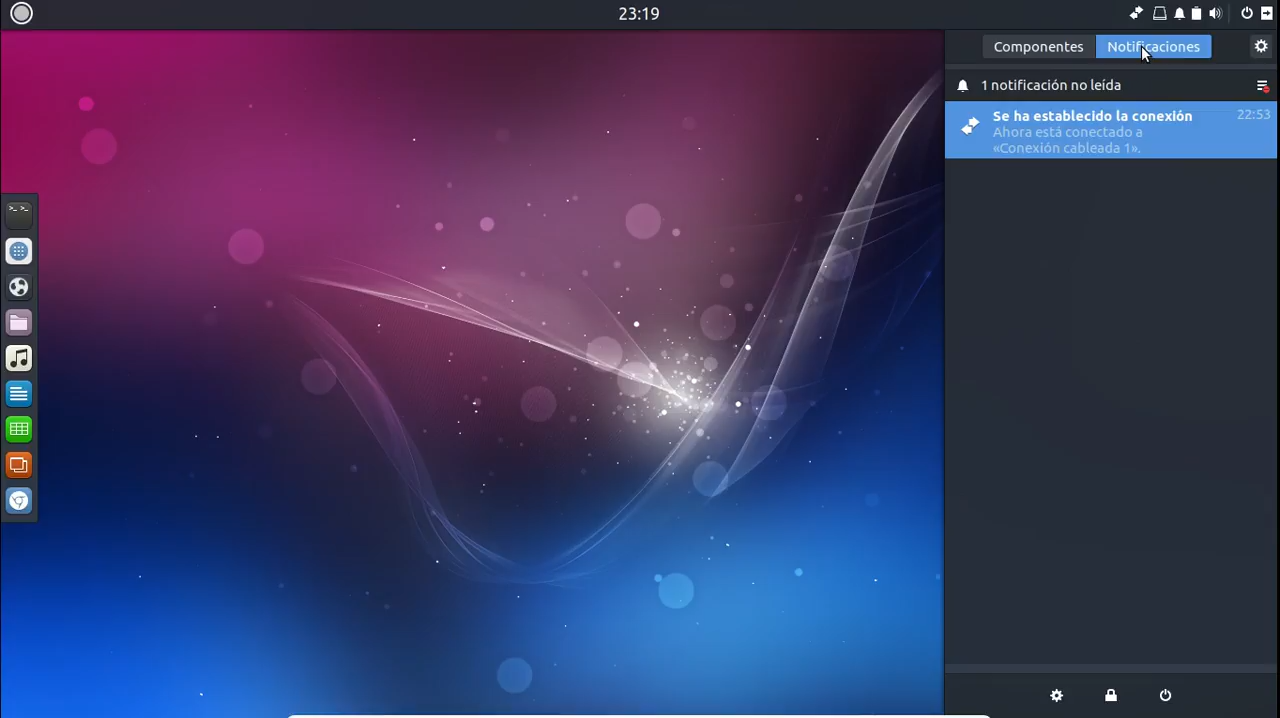 23:19
Componentes
Notificaciones
1 notificación no leída
Se ha establecido la conexión
22:53
Ahora está conectado a
«Conexión cableada 1».